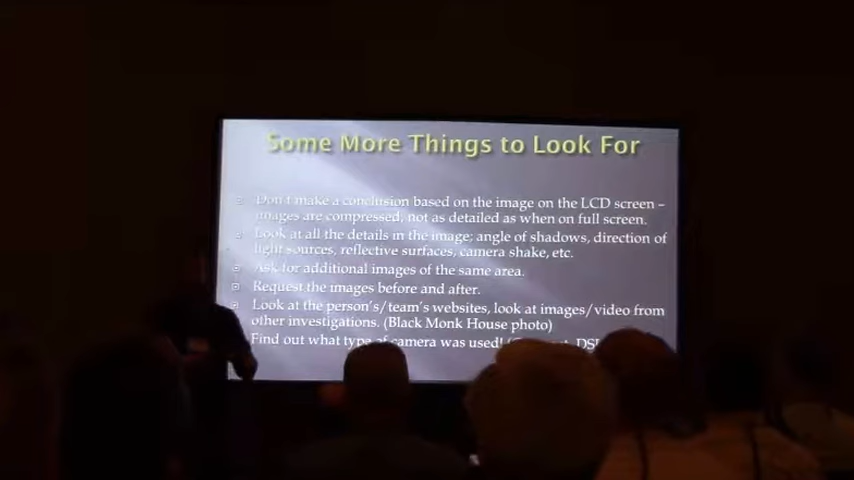 Some More Things to Look For
Don't make a conclusion based on the image on the LCD screen –
images are compressed, not as detailed as when on full screen.
Look at all the details in the image; angle of shadows, direction of
light sources, reflective surfaces, camera shake, etc.
Ask for additional images of the same area.
Request the images before and after.
Look at the person's/team's websites, look at images/video from
other investigations. (Black Monk House photo)
Find out what type of camera was used!